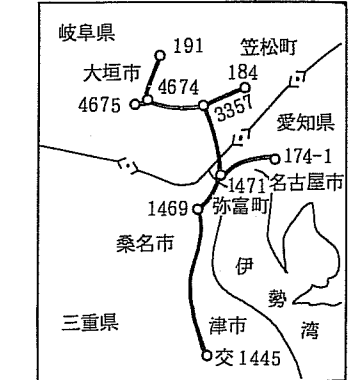 岐阜県
191
笠松町
大垣市
4674
184
4675
3357
愛知県
174-1
1471
名古屋市
1469
弥富町
桑名市
伊
勢
湾
三重県
津市
交1445